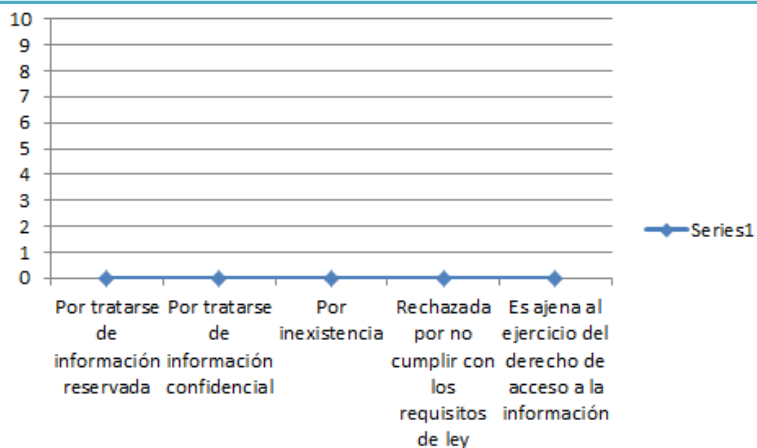 10
9
8
7
6
5
4
3
2
1
0
Por tratarse
de
información
reservada
Por tratarse
de
información
confidencial
Por
inexistencia
Rechazada
por no
cumplir con
los
requisitos
de ley
Es ajena al
ejercicio del
derecho de
acceso a la
información
Series1